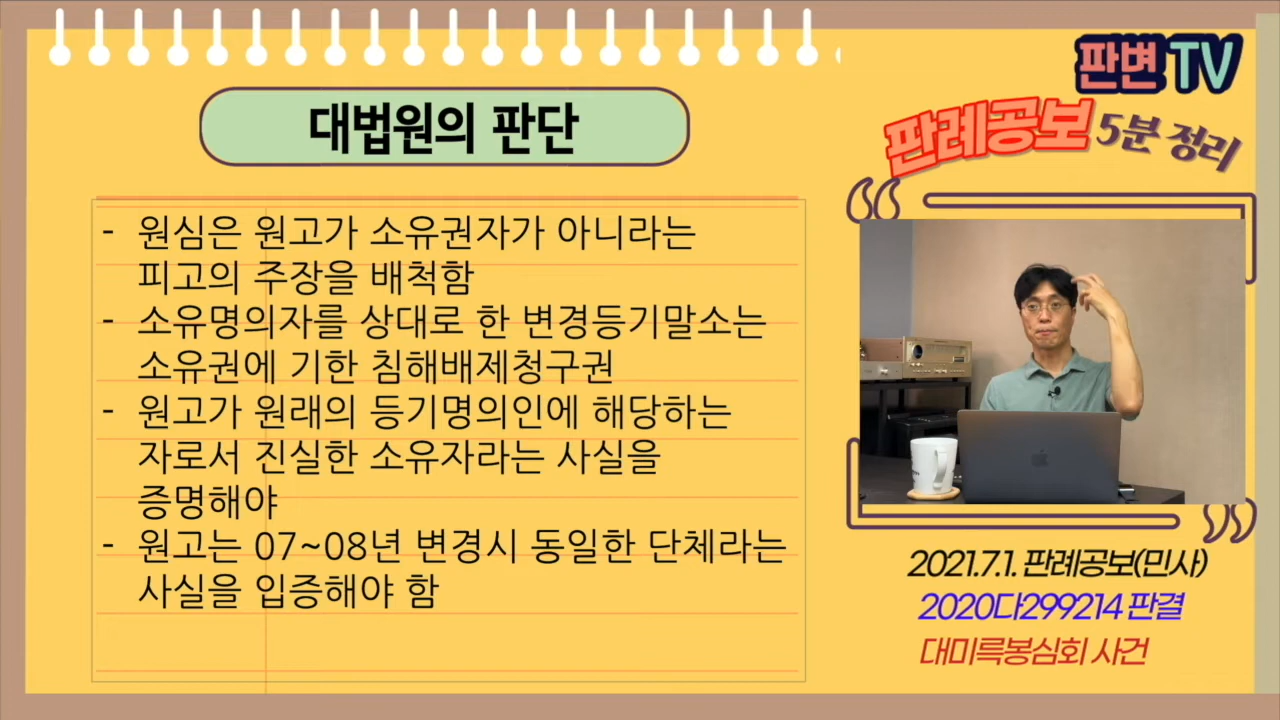 대법원의 판단
- 원심은 원고가 소유권자가 아니라는
피고의 주장을 배척함
- 소유명의자를 상대로 한 변경등기말소는
소유권에 기한 침해배제청구권
- 원고가 원래의 등기명의인에 해당하는
자로서 진실한 소유자라는 사실을
증명해야
- 원고는 07~08년 변경시 동일한 단체라는
사실을 입증해야 함
판변 TV
판례공보 5분 정리
2021.7.1. 판례공보(민사)
2020다299214 판결
대미륵봉심회 사건